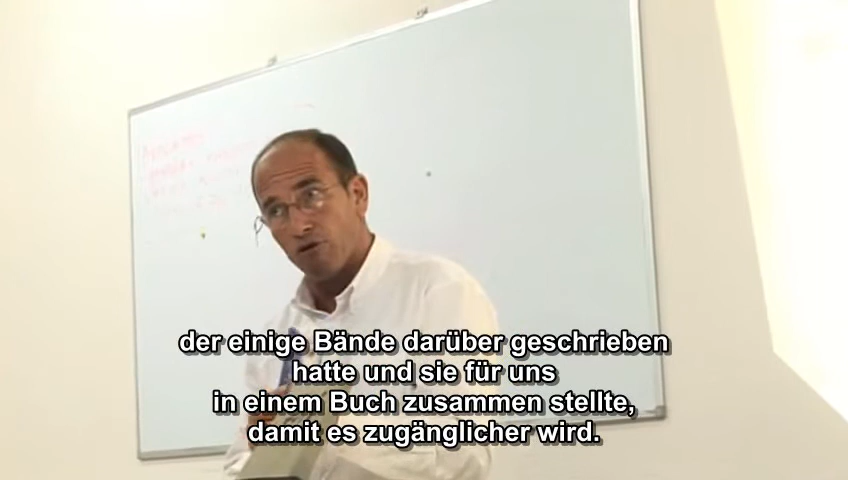 der einige Bände darüber geschrieben
hatte und sie für uns
in einem Buch zusammen stellte,
damit es zugänglicher wird.